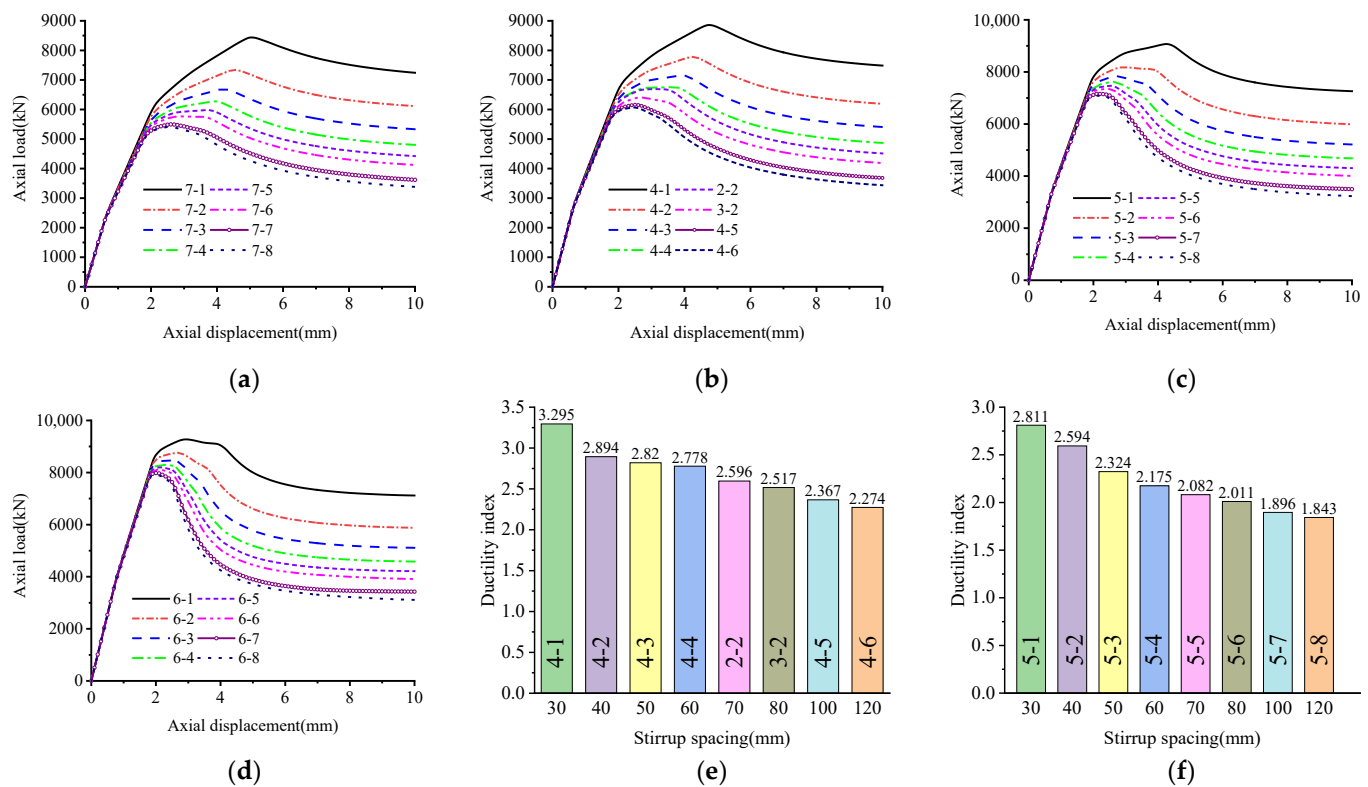 9000
8000
7000
6000
5000
4000
3000
2000
1000
0
Axial load(kN)
7-1 7-5
7-2 7-6
7-3 7-7
7-4 7-8
0 2 4 6 8 10
Axial displacement(mm)
(a)
9000
8000
7000
6000
5000
4000
3000
2000
1000
0
Axial load(kN)
4-1 2-2
4-2 3-2
4-3 4-5
4-4 4-6
0 2 4 6 8 10
Axial displacement(mm)
(b)
10,000
8000
6000
4000
2000
0
Axial load(kN)
5-1 5-5
5-2 5-6
5-3 5-7
5-4 5-8
0 2 4 6 8 10
Axial displacement(mm)
(c)
10,000
8000
6000
4000
2000
0
Axial load(kN)
6-1 6-5
6-2 6-6
6-3 6-7
6-4 6-8
0 2 4 6 8 10
Axial displacement(mm)
(d)
3.5
3.0
2.5
2.0
1.5
1.0
0.5
0.0
Ductility index
3.295 2.894 2.82 2.778 2.596 2.517 2.367 2.274
4-1 4-2 4-3 4-4 2-2 3-2 4-5 4-6
30 40 50 60 70 80 100 120
Stirrup spacing(mm)
(e)
3.0
2.5
2.0
1.5
1.0
0.5
0.0
Ductility index
2.811 2.594 2.324 2.175 2.082 2.011 1.896 1.843
5-1 5-2 5-3 5-4 5-5 5-6 5-7 5-8
30 40 50 60 70 80 100 120
Stirrup spacing(mm)
(f)